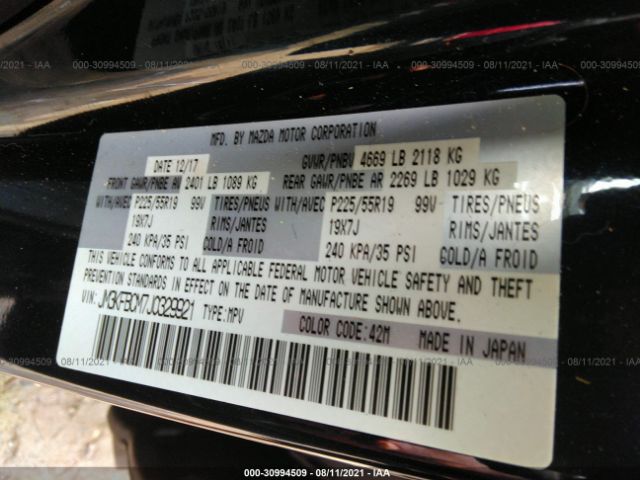 000-30994509 - 08/11/2021 - IAA
MFD. BY MAZDA MOTOR CORPORATION
DATE 12/17 GVWR/PNBV 4669 LB 2118 KG
FRONT GAWR/PNBE AV 2401 LB 1089 KG REAR GAWR/PNBE AR 2269 LB 1029 KG
WITH/AVEC P225/55R19 99V TIRES/PNEUS WITH/AVEC P225/55R19 99V TIRES/PNEUS
19X7J RIMS/JANTES 19X7J RIMS/JANTES
240 KPA/35 PSI COLD/A FROID 240 KPA/35 PSI COLD/A FROID
THIS VEHICLE CONFORMS TO ALL APPLICABLE FEDERAL MOTOR VEHICLE SAFETY AND THEFT
PREVENTION STANDARDS IN EFFECT ON THE DATE OF MANUFACTURE SHOWN ABOVE.
VIN: JM3KFBCM7J0329921 TYPE:MPV
COLOR CODE:42M MADE IN JAPAN
000-30994509 - 08/11/2021 - IAA